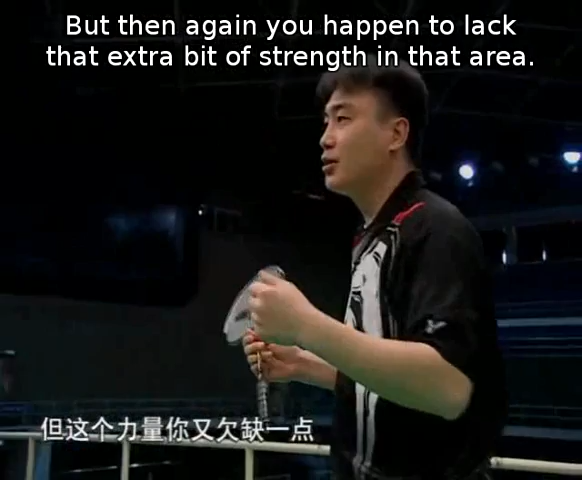 But then again you happen to lack
that extra bit of strength in that area.
但这个力量你又欠缺一点